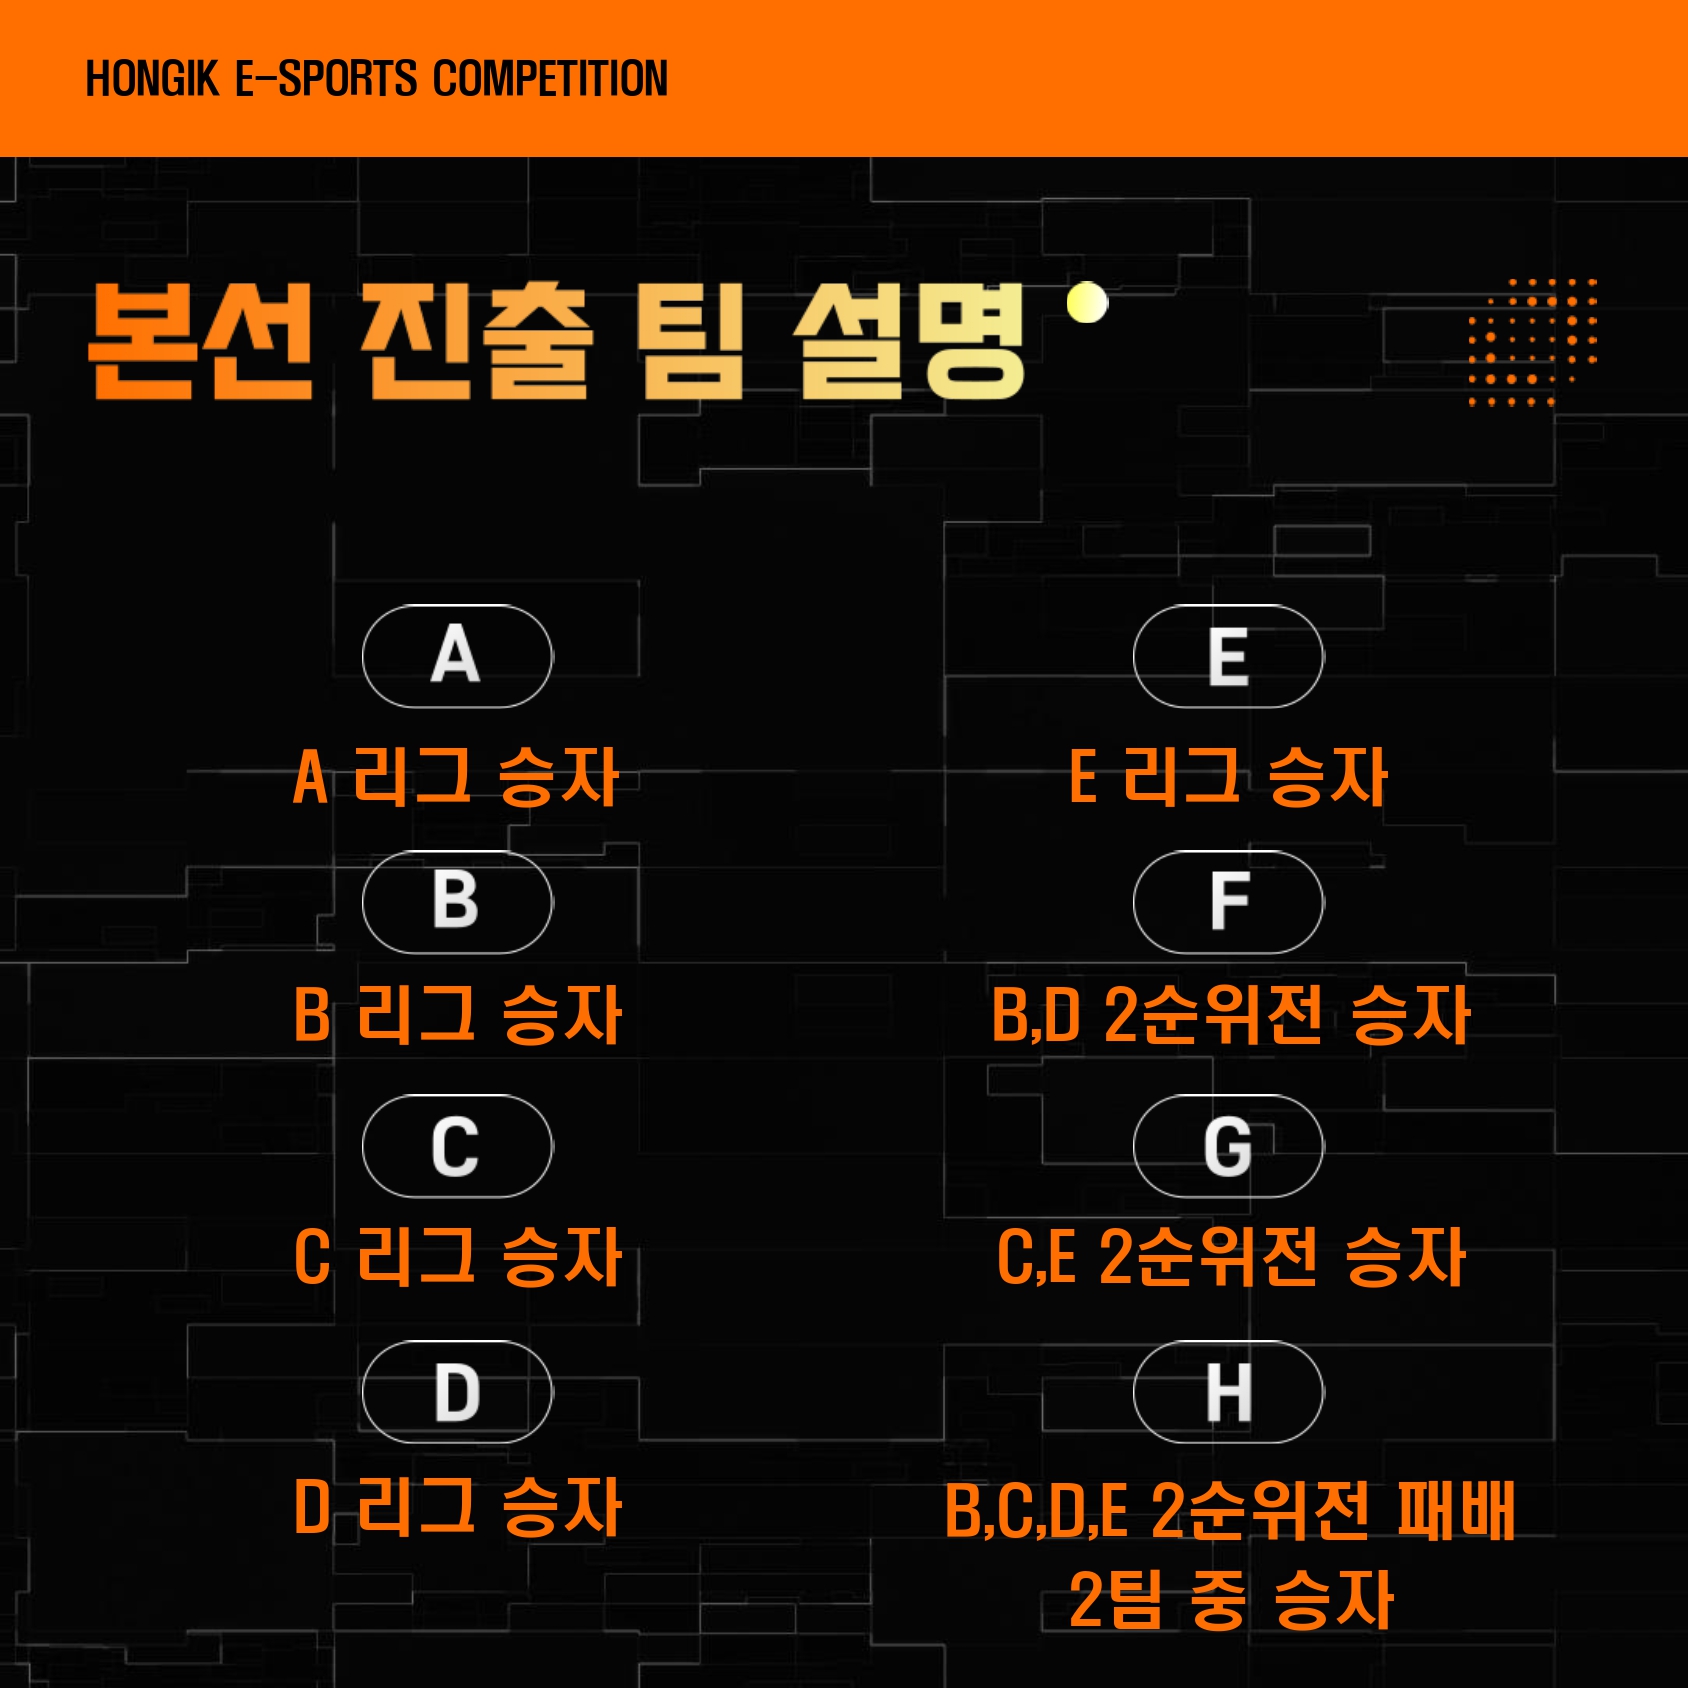 HONGIK E-SPORTS COMPETITION
본선 진출 팀 설명
A
A 리그 승자
B
B 리그 승자
C
C 리그 승자
D
D 리그 승자
E
E 리그 승자
F
B,D 2순위전 승자
G
C,E 2순위전 승자
H
B,C,D,E 2순위전 패배
2팀 중 승자